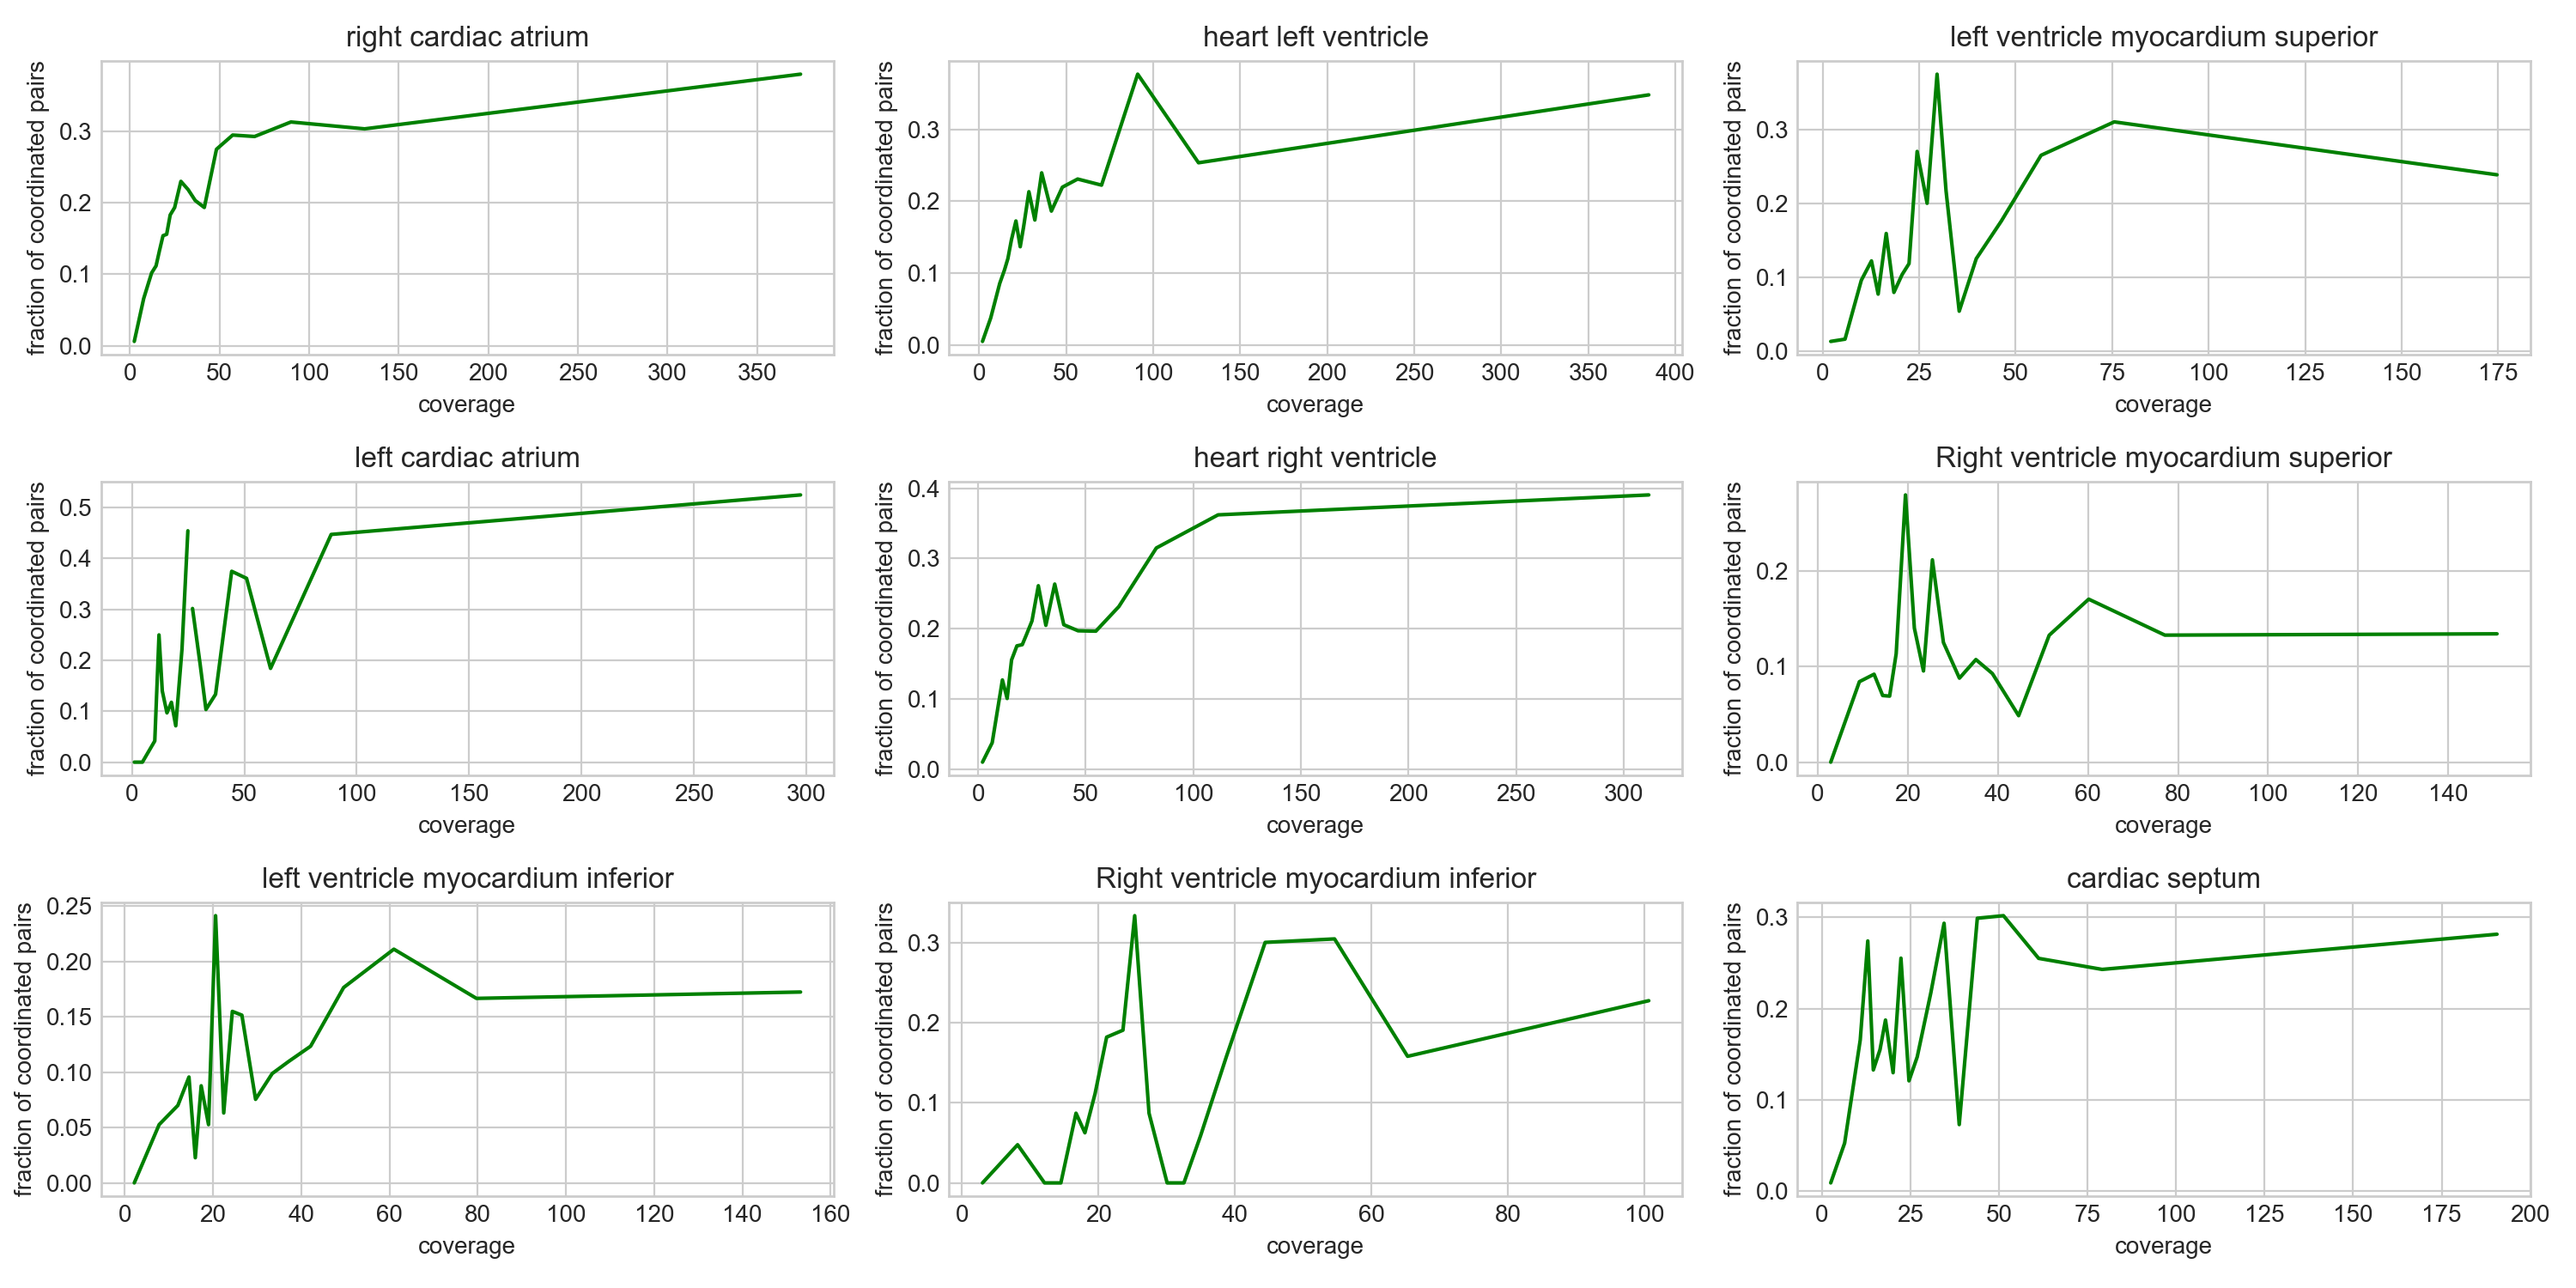 right cardiac atrium
fraction of coordinated pairs
0.3
0.2
0.1
0.0
0 50 100 150 200 250 300 350
coverage
heart left ventricle
fraction of coordinated pairs
0.3
0.2
0.1
0.0
0 50 100 150 200 250 300 350 400
coverage
left ventricle myocardium superior
fraction of coordinated pairs
0.3
0.2
0.1
0.0
0 25 50 75 100 125 150 175
coverage
left cardiac atrium
fraction of coordinated pairs
0.5
0.4
0.3
0.2
0.1
0.0
0 50 100 150 200 250 300
coverage
heart right ventricle
fraction of coordinated pairs
0.4
0.3
0.2
0.1
0.0
0 50 100 150 200 250 300
coverage
Right ventricle myocardium superior
fraction of coordinated pairs
0.2
0.1
0.0
0 20 40 60 80 100 120 140
coverage
left ventricle myocardium inferior
fraction of coordinated pairs
0.25
0.20
0.15
0.10
0.05
0.00
0 20 40 60 80 100 120 140 160
coverage
Right ventricle myocardium inferior
fraction of coordinated pairs
0.3
0.2
0.1
0.0
0 20 40 60 80 100
coverage
cardiac septum
fraction of coordinated pairs
0.3
0.2
0.1
0.0
0 25 50 75 100 125 150 175 200
coverage